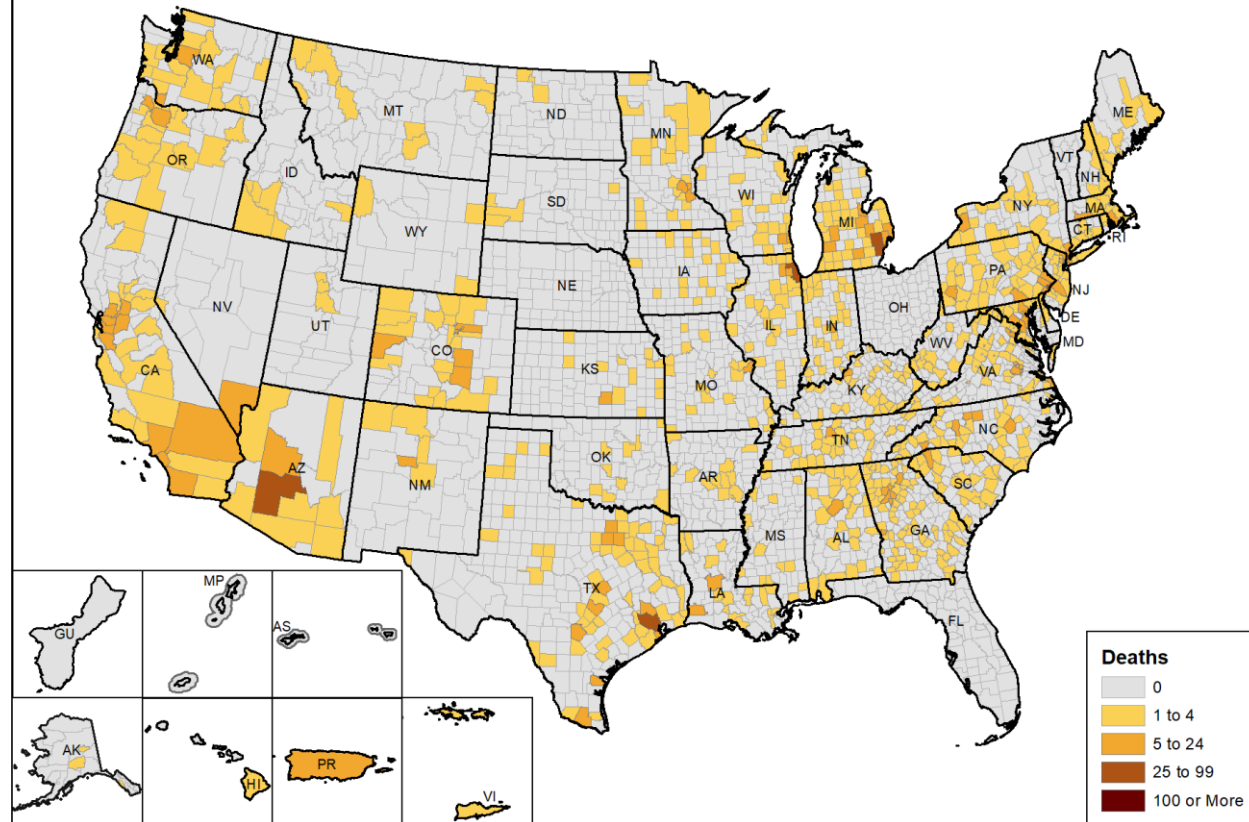 WA
MT
ND
MN
ME
OR
ID
SD
WI
VT
NH
NY
MA
WY
MI
CT
RI
IA
PA
NE
NJ
NV
UT
OH
IL
IN
DE
CO
WV
MD
CA
KS
MO
VA
KY
NC
TN
AZ
OK
NM
AR
SC
MS
AL
GA
TX
LA
FL
GU
MP
AS
AK
HI
PR
VI
Deaths
0
1 to 4
5 to 24
25 to 99
100 or More